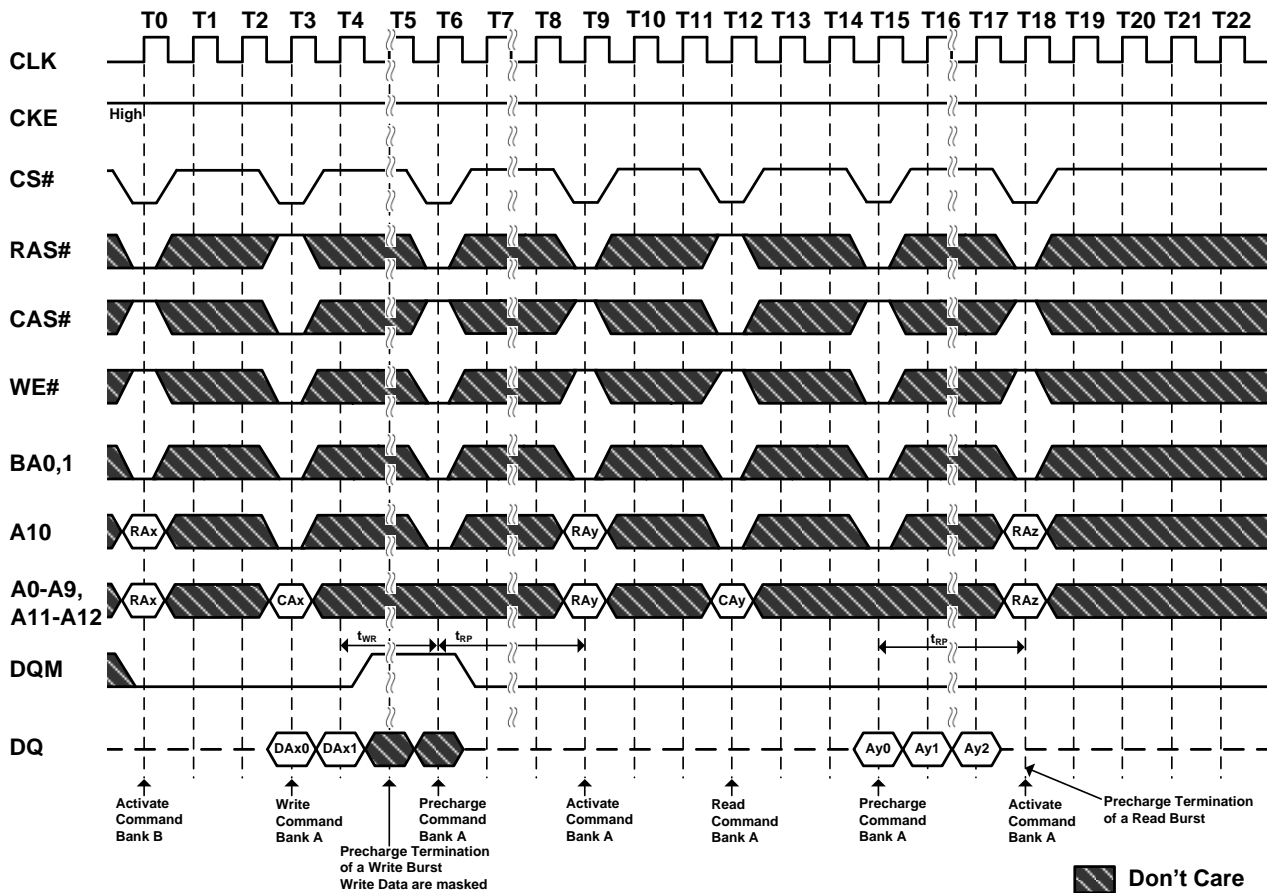 T0 T1 T2 T3 T4 T5 T6 T7 T8 T9 T10 T11 T12 T13 T14 T15 T16 T17 T18 T19 T20 T21 T22
CLK
CKE
High
CS#
RAS#
CAS#
WE#
BA0,1
A10
RAx RAy RAz
A0-A9,
A11-A12
RAx CAx RAy CAy RAz
tWR tRP tRP
DQM
DQ
DAx0 DAx1 Ay0 Ay1 Ay2
Activate
Command
Bank B
Write
Command
Bank A
Precharge Termination
of a Write Burst
Write Data are masked
Precharge
Command
Bank A
Activate
Command
Bank A
Read
Command
Bank A
Precharge
Command
Bank A
Activate
Command
Bank A
Precharge Termination
of a Read Burst
Don't Care